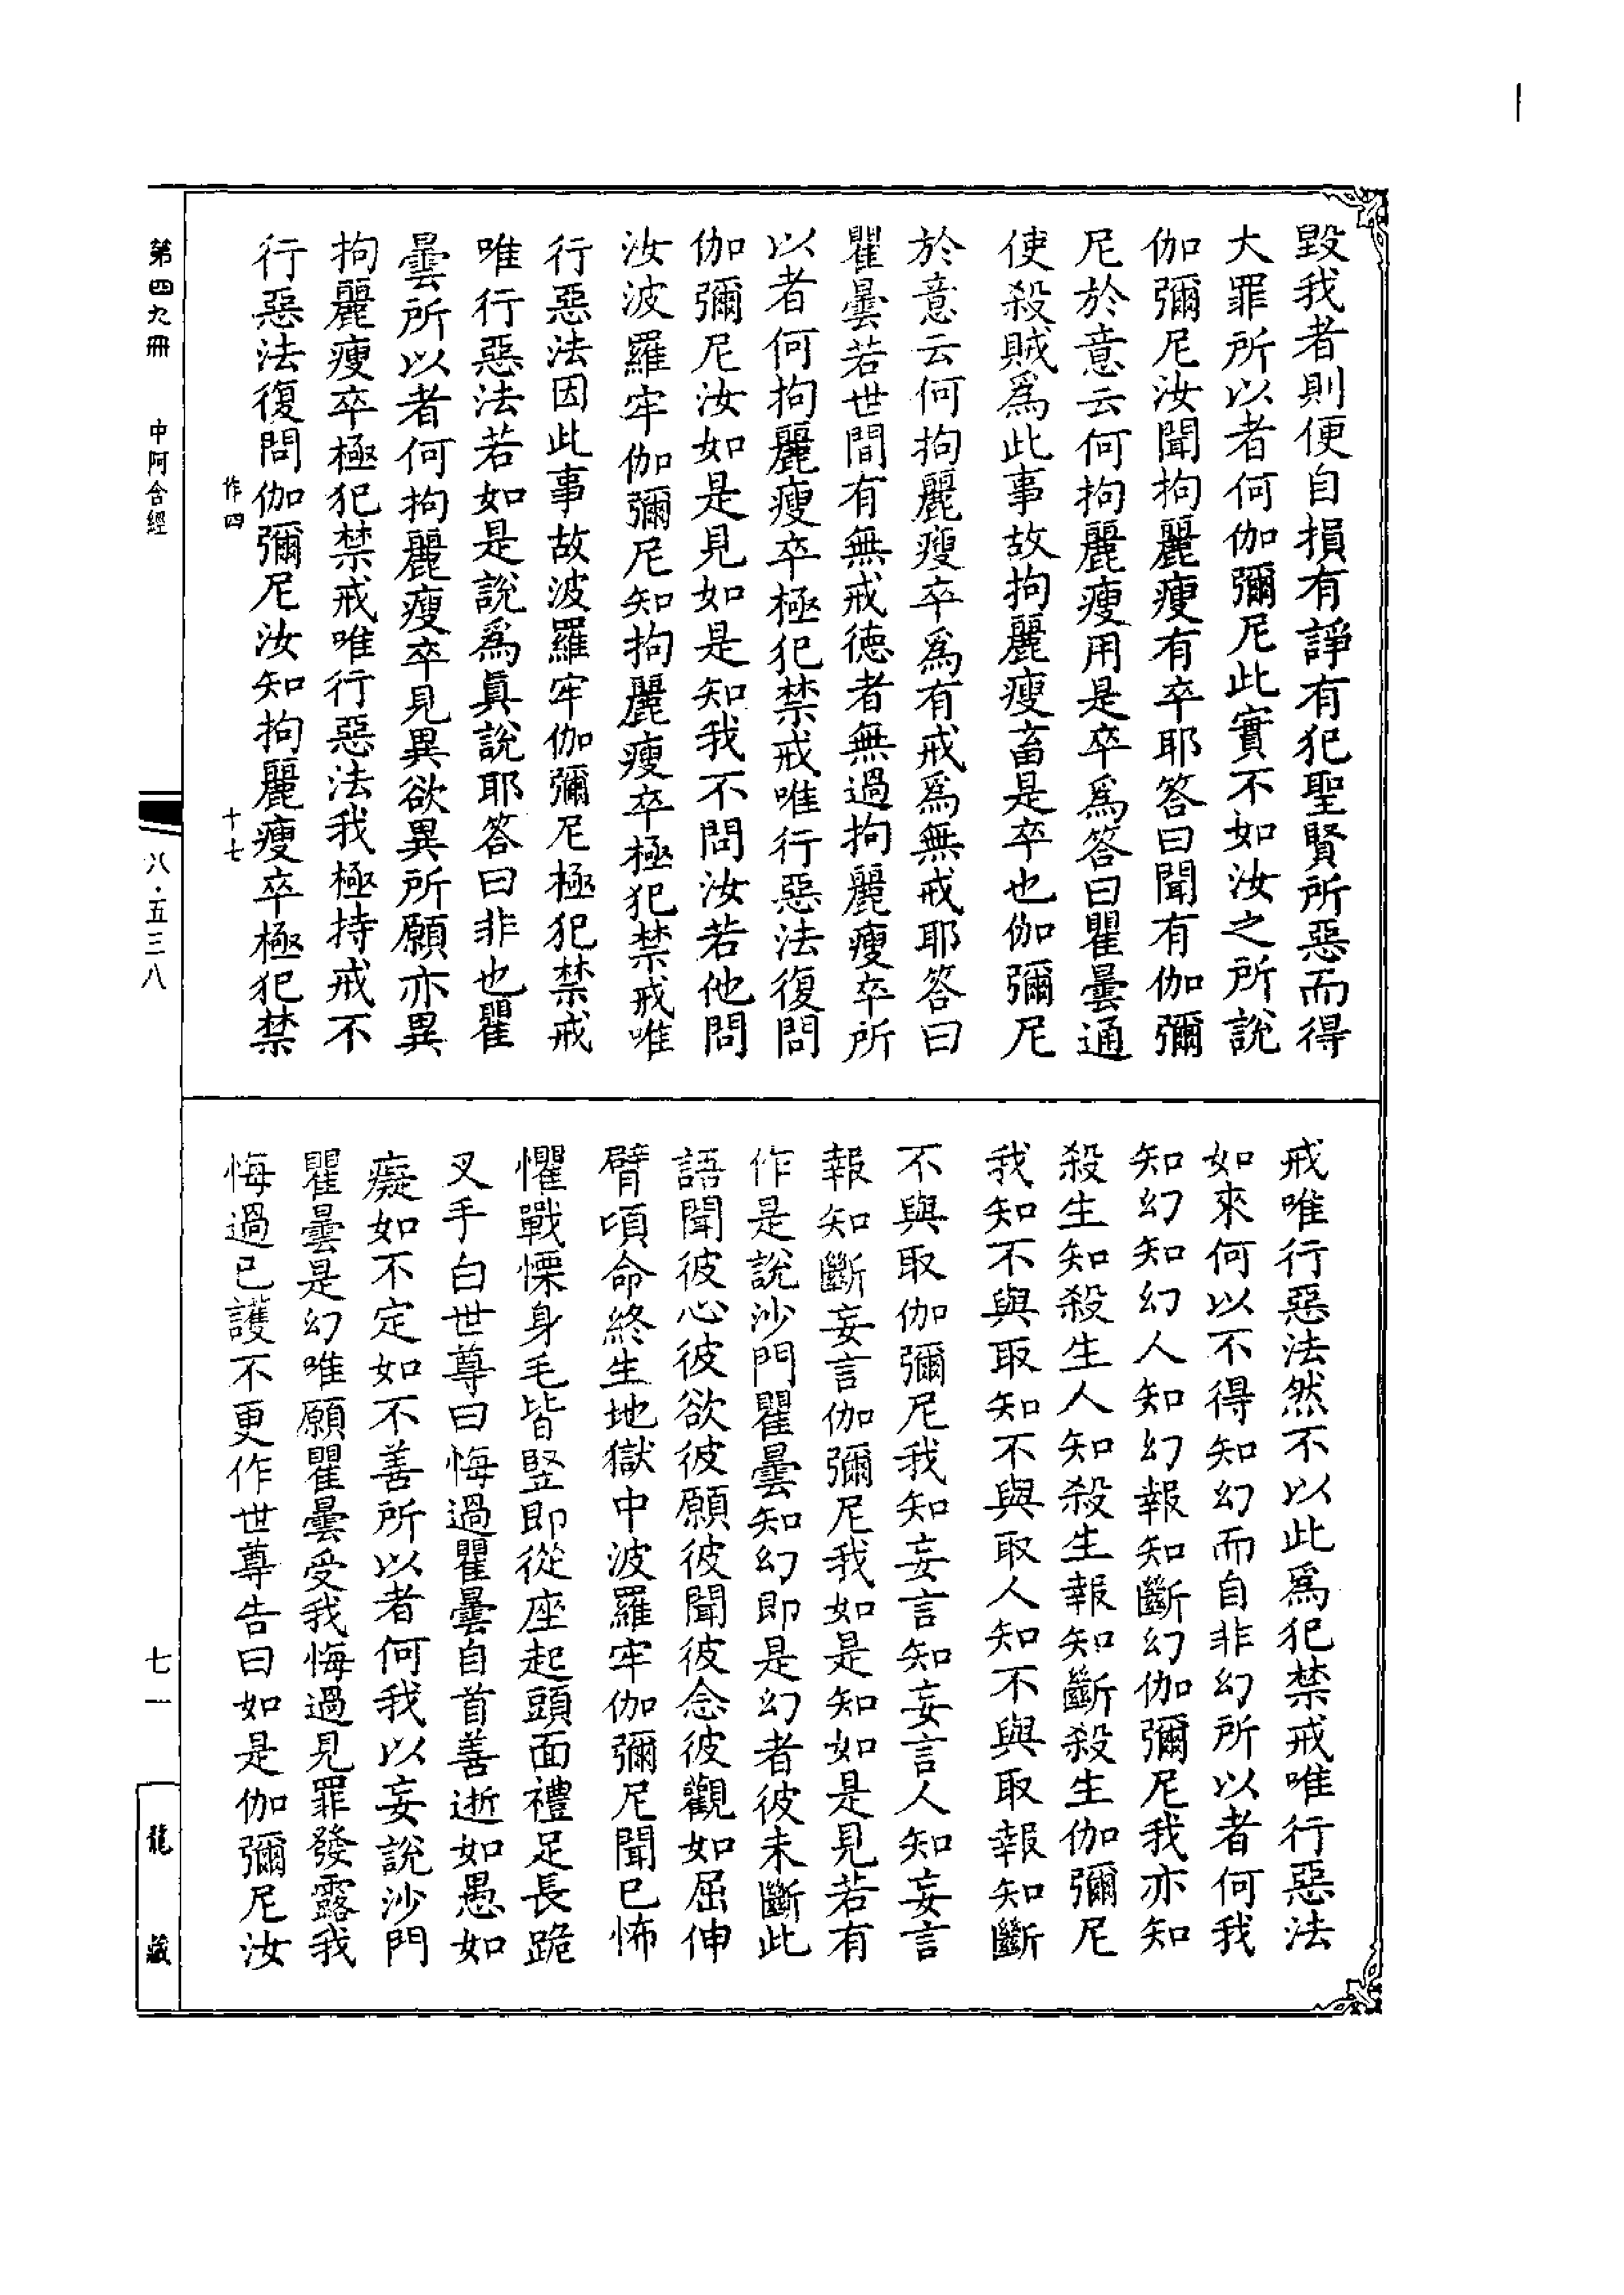 毀我者則便自損有諍有犯聖賢所惡而得
大罪所以者何伽彌尼此實不如汝之所說
伽彌尼汝聞拘麗瘦有卒耶答曰聞有伽彌
尼於意云何拘麗瘦用是卒爲答曰瞿曇通
使殺賊爲此事故拘麗瘦畜是卒也伽彌尼
於意云何拘麗瘦卒爲有戒爲無戒耶答曰
瞿曇若世間有無戒德者無過拘麗瘦卒所
以者何拘麗瘦卒極犯禁戒唯行惡法復問
伽彌尼汝如是見如是知我不問汝若他問
汝波羅牢伽彌尼知拘麗瘦卒極犯禁戒唯
行惡法因此事故波羅牢伽彌尼極犯禁戒
唯行惡法若如是說爲眞說耶答曰非也瞿
曇所以者何拘麗瘦卒見異欲異所願亦異
拘麗瘦卒極犯禁戒唯行惡法我極持戒不
行惡法復問伽彌尼汝知拘麗瘦卒極犯禁
作四
十七
戒唯行惡法然不以此爲犯禁戒唯行惡法
如來何以不得知幻而自非幻所以者何我
知幻知幻人知幻報知斷幻伽彌尼我亦知
殺生知殺生人知殺生報知斷殺生伽彌尼
我知不與取知不與取人知不與取報知斷
不與取伽彌尼我知妄言知妄言人知妄言
報知斷妄言伽彌尼我如是知如是見若有
作是說沙門瞿曇知幻即是幻者彼未斷此
語聞彼心彼欲彼願彼聞彼念彼觀如屈伸
臂頃命終生地獄中波羅牢伽彌尼聞已怖
懼戰慄身毛皆竪即從座起頭面禮足長跪
叉手白世尊曰悔過瞿曇自首善逝如愚如
癡如不定如不善所以者何我以妄說沙門
瞿曇是幻唯願瞿曇受我悔過見罪發露我
悔過已護不更作世尊告曰如是伽彌尼汝
第四九冊
中阿含經
八·五三八
七一
龍藏